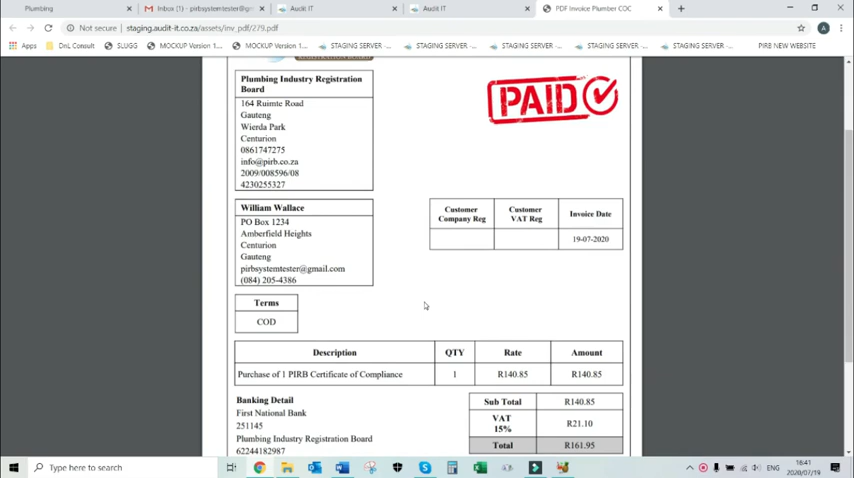 Plumbing
Inbox (1) - pirbsystemtester@gm
Audit IT
Audit IT
PDF Invoice Plumber COC
Not secure | staging.audit-it.co.za/assets/inv_pdf/279.pdf
Apps
DnL Consult
SLUGG
MOCKUP Version 1...
MOCKUP Version 1...
STAGING SERVER -...
STAGING SERVER -...
STAGING SERVER -...
STAGING SERVER -...
STAGING SERVER -...
PIRB NEW WEBSITE
Plumbing Industry Registration
Board
164 Ruimte Road
Gauteng
Wierda Park
Centurion
0861747275
info@pirb.co.za
2009/008596/08
4230255327
PAID
William Wallace
PO Box 1234
Amberfield Heights
Centurion
Gauteng
pirbsystemtester@gmail.com
(084) 205-4386
Customer Company Reg
Customer VAT Reg
Invoice Date
19-07-2020
Terms
COD
Description QTY Rate Amount
Purchase of 1 PIRB Certificate of Compliance 1 R140.85 R140.85
Banking Detail
First National Bank
251145
Plumbing Industry Registration Board
62244182987
Sub Total R140.85
VAT 15% R21.10
Total R161.95
Type here to search
ENG
16:41
2020/07/19